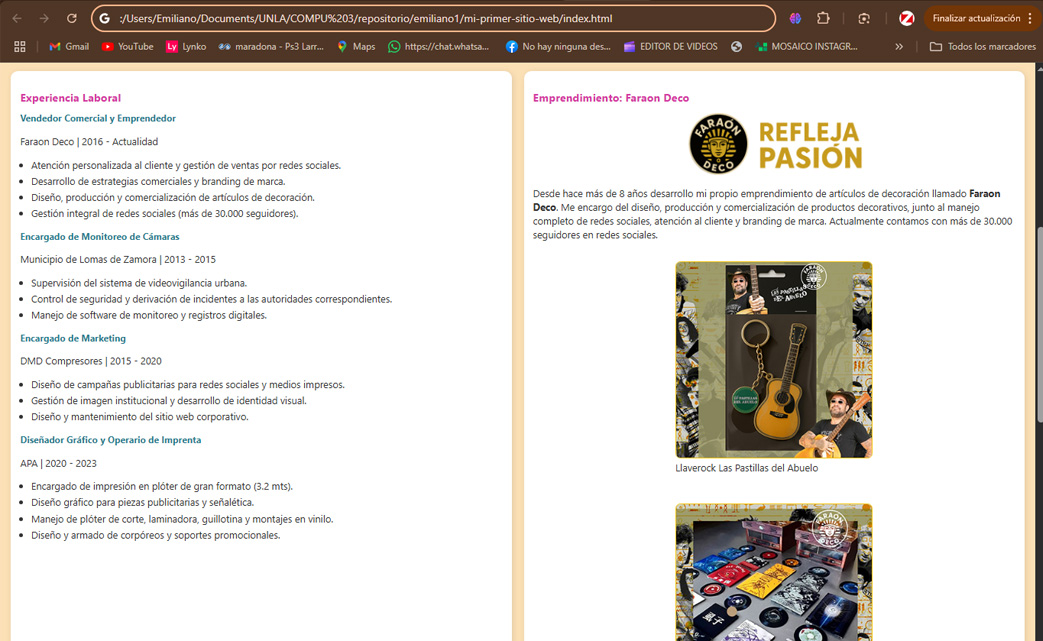 :/Users/Emiliano/Documents/UNLA/COMPU%203/repositorio/emiliano1/mi-primer-sitio-web/index.html
Finalizar actualización
Gmail
YouTube
Ly Lynko
maradona - Ps3 Larr...
Maps
https://chat.whatsa...
No hay ninguna des...
EDITOR DE VIDEOS
MOSAICO INSTAGR...
»
Todos los marcadores
Experiencia Laboral
Vendedor Comercial y Emprendedor
Faraon Deco | 2016 - Actualidad
Atención personalizada al cliente y gestión de ventas por redes sociales.
Desarrollo de estrategias comerciales y branding de marca.
Diseño, producción y comercialización de artículos de decoración.
Gestión integral de redes sociales (más de 30.000 seguidores).
Encargado de Monitoreo de Cámaras
Municipio de Lomas de Zamora | 2013 - 2015
Supervisión del sistema de videovigilancia urbana.
Control de seguridad y derivación de incidentes a las autoridades correspondientes.
Manejo de software de monitoreo y registros digitales.
Encargado de Marketing
DMD Compresores | 2015 - 2020
Diseño de campañas publicitarias para redes sociales y medios impresos.
Gestión de imagen institucional y desarrollo de identidad visual.
Diseño y mantenimiento del sitio web corporativo.
Diseñador Gráfico y Operario de Imprenta
APA | 2020 - 2023
Encargado de impresión en plóter de gran formato (3.2 mts).
Diseño gráfico para piezas publicitarias y señalética.
Manejo de plóter de corte, laminadora, guillotina y montajes en vinilo.
Diseño y armado de corpóreos y soportes promocionales.
Emprendimiento: Faraon Deco
FARAÓN
DECO
REFLEJA
PASIÓN
Desde hace más de 8 años desarrollo mi propio emprendimiento de artículos de decoración llamado Faraon
Deco. Me encargo del diseño, producción y comercialización de productos decorativos, junto al manejo
completo de redes sociales, atención al cliente y branding de marca. Actualmente contamos con más de 30.000
seguidores en redes sociales.
LAS PASTILLAS
DEL ABUELO
Llaverock Las Pastillas del Abuelo
FARAÓN
DECO